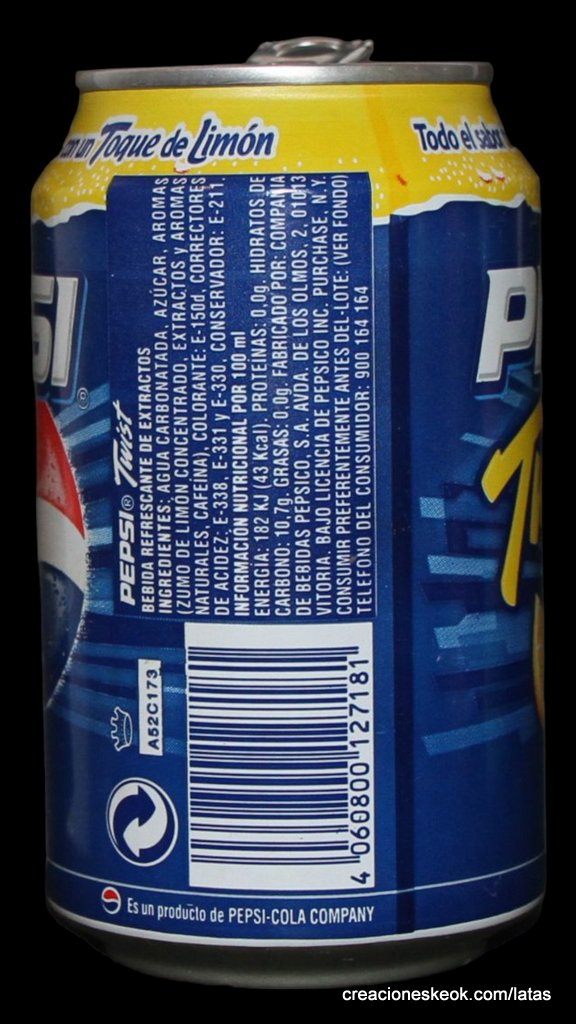 con un Toque de Limón
Todo el sabor
PEPSI® Twist
BEBIDA REFRESCANTE DE EXTRACTOS
INGREDIENTES: AGUA CARBONATADA, AZÚCAR, AROMAS
(ZUMO DE LIMÓN CONCENTRADO, EXTRACTOS y AROMAS
NATURALES, CAFEÍNA), COLORANTE: E-150d, CORRECTORES
DE ACIDEZ: E-338, E-331 y E-330, CONSERVADOR: E-211
INFORMACION NUTRICIONAL POR 100 ml
ENERGÍA: 182 KJ (43 Kcal). PROTEÍNAS: 0,0g. HIDRATOS DE
CARBONO: 10,7g. GRASAS: 0,0g. FABRICADO POR: COMPAÑIA
DE BEBIDAS PEPSICO, S.A. AVDA. DE LOS OLMOS, 2, 01013
VITORIA. BAJO LICENCIA DE PEPSICO INC. PURCHASE, N.Y.
CONSUMIR PREFERENTEMENTE ANTES DEL-LOTE: (VER FONDO)
TELEFONO DEL CONSUMIDOR: 900 164 164
A52C173
4 060800 127181
Es un producto de PEPSI-COLA COMPANY
creacioneskeok.com/latas